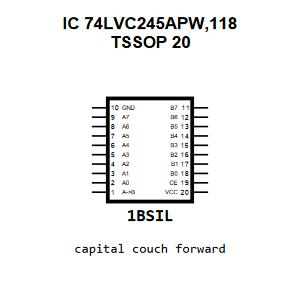 IC 74LVC245APW,118
TSSOP 20
10 GND B7 11
9 A7 B6 12
8 A6 B5 13
7 A5 B4 14
6 A4 B3 15
5 A3 B2 16
4 A2 B1 17
3 A1 B0 18
2 A0 CE 19
1 A->B VCC 20
1BSIL
capital couch forward